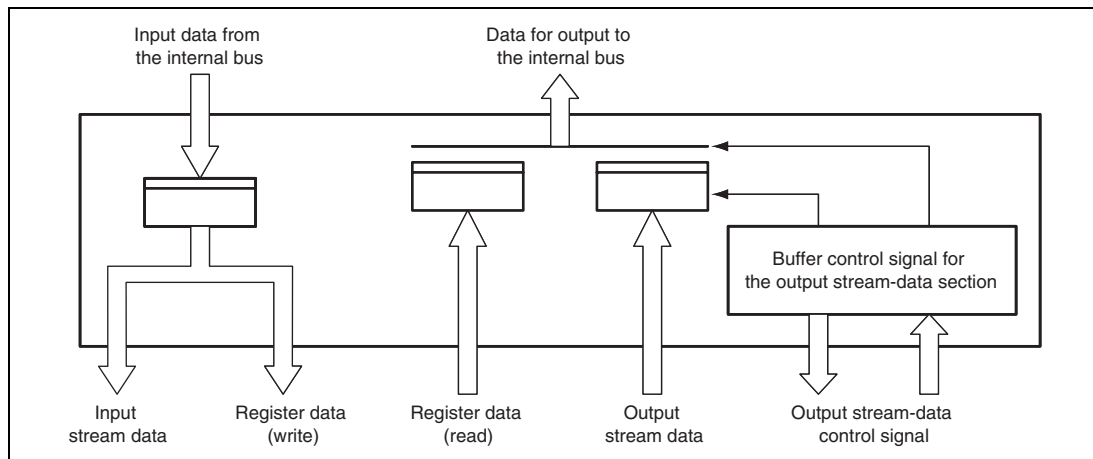 Input data from
the internal bus
Data for output to
the internal bus
Buffer control signal for
the output stream-data section
Input
stream data
Register data
(write)
Register data
(read)
Output
stream data
Output stream-data
control signal